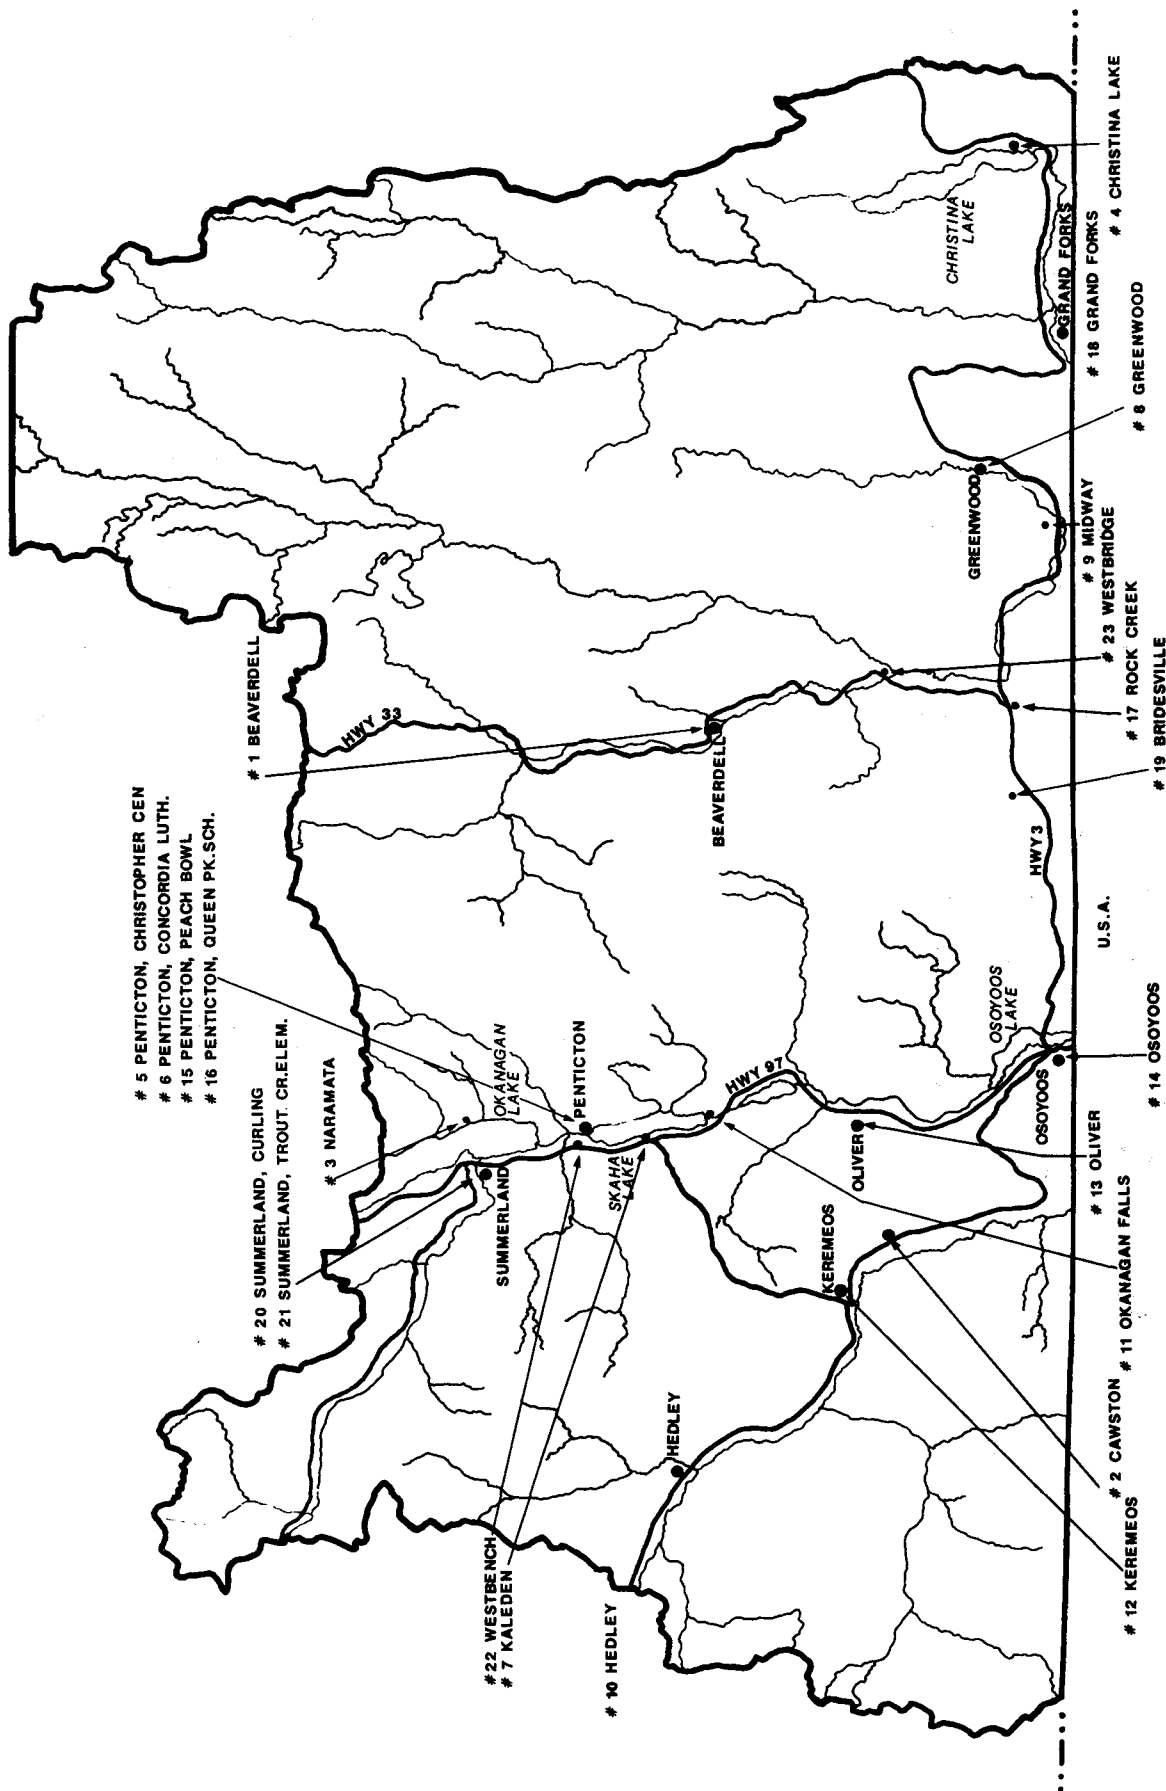 # 5 PENTICTON, CHRISTOPHER CEN
# 6 PENTICTON, CONCORDIA LUTH.
# 15 PENTICTON, PEACH BOWL
# 16 PENTICTON, QUEEN PK.SCH.
# 1 BEAVERDELL
# 20 SUMMERLAND, CURLING
# 21 SUMMERLAND, TROUT. CR.ELEM.
# 3 NARAMATA
HWY 33
OKANAGAN
LAKE
SUMMERLAND
PENTICTON
SKAHA
LAKE
#22 WESTBENCH
# 7 KALEDEN
# 10 HEDLEY
HEDLEY
BEAVERDELL
HWY 97
KEREMEOS
OLIVER
CHRISTINA
LAKE
GREENWOOD
OSOYOOS
LAKE
HWY3
OSOYOOS
GRAND FORKS
U.S.A.
# 12 KEREMEOS
# 2 CAWSTON
# 11 OKANAGAN FALLS
# 13 OLIVER
# 14 OSOYOOS
# 19 BRIDESVILLE
# 17 ROCK CREEK
# 23 WESTBRIDGE
# 9 MIDWAY
# 8 GREENWOOD
# 18 GRAND FORKS
# 4 CHRISTINA LAKE